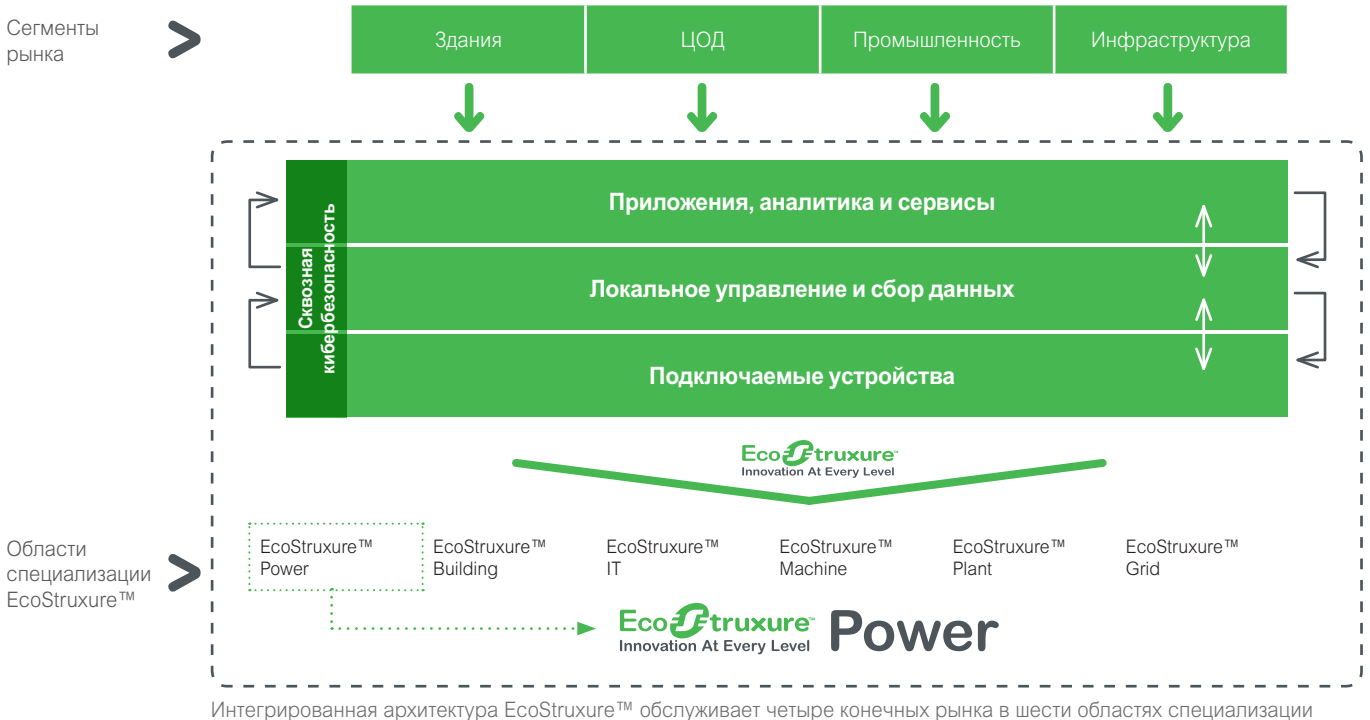 Сегменты
рынка
Здания
ЦОД
Промышленность
Инфраструктура
Сквозная
кибербезопасность
Приложения, аналитика и сервисы
Локальное управление и сбор данных
Подключаемые устройства
EcoStruxure™
Innovation At Every Level
Области
специализации
EcoStruxure™
EcoStruxure™
Power
EcoStruxure™
Building
EcoStruxure™
IT
EcoStruxure™
Machine
EcoStruxure™
Plant
EcoStruxure™
Grid
EcoStruxure™ Power
Innovation At Every Level
Интегрированная архитектура EcoStruxure™ обслуживает четыре конечных рынка в шести областях специализации